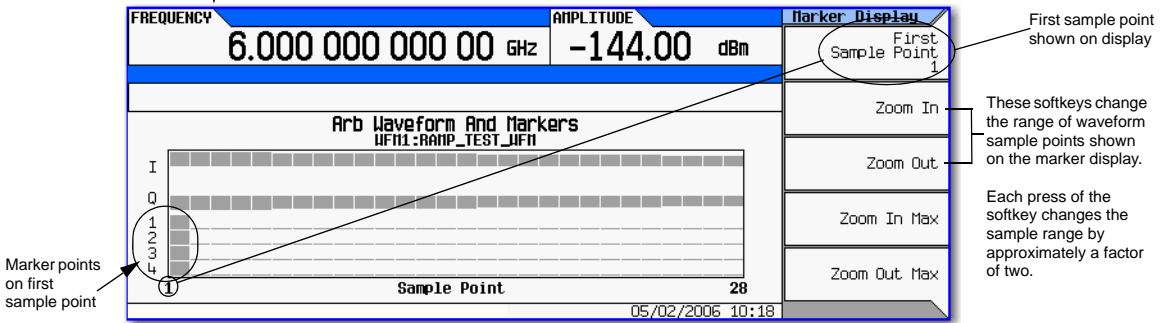 FREQUENCY
AMPLITUDE
6.000 000 000 00 GHz
-144.00 dBm
Arb Waveform And Markers
WFM1:RAMP_TEST_WFM
I
Q
1
2
3
4
1
Sample Point
28
05/02/2006 10:18
Marker Display
First
Sample Point
1
Zoom In
Zoom Out
Zoom In Max
Zoom Out Max
First sample point
shown on display
These softkeys change
the range of waveform
sample points shown
on the marker display.
Each press of the
softkey changes the
sample range by
approximately a factor
of two.
Marker points
on first
sample point